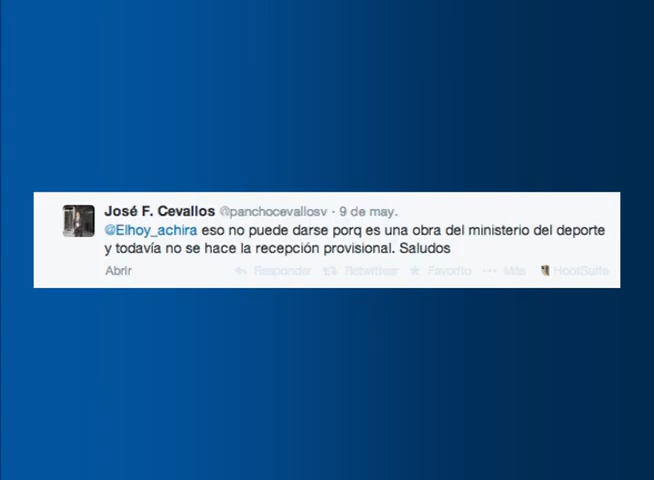 José F. Cevallos @panchocevallosv · 9 de may.
@Elhoy_achira eso no puede darse porq es una obra del ministerio del deporte
y todavía no se hace la recepción provisional. Saludos
Abrir Responder Retwittear Favorito Más HootSuite